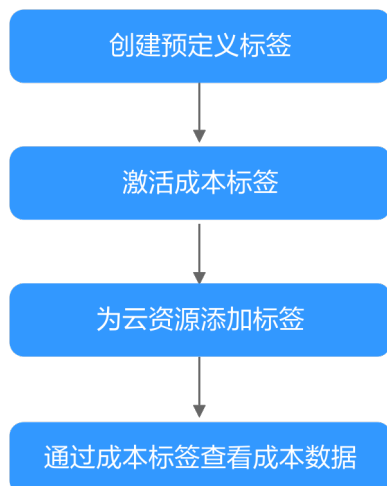 创建预定义标签
激活成本标签
为云资源添加标签
通过成本标签查看成本数据